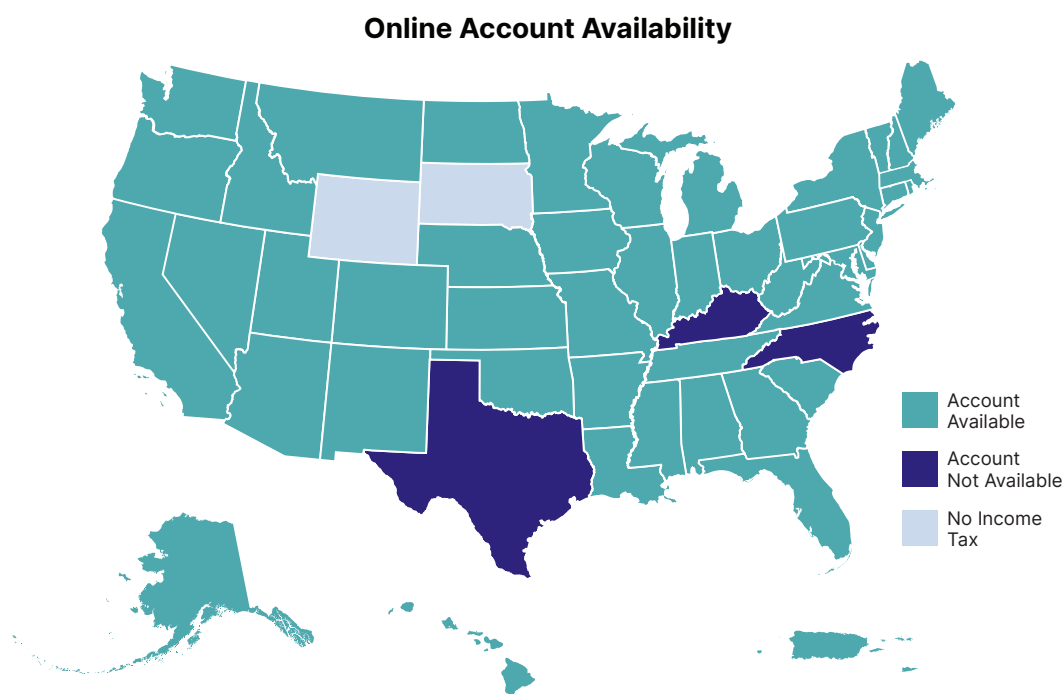 Online Account Availability
Account
Available
Account
Not Available
No Income
Tax